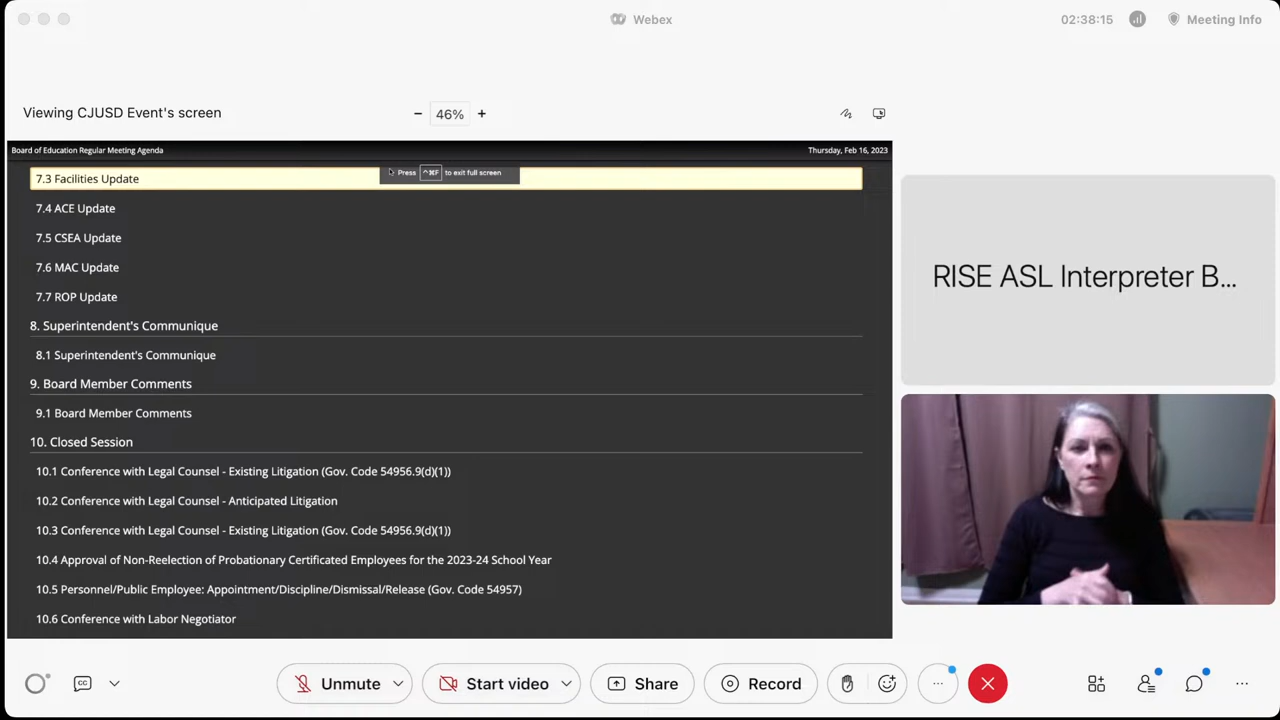 Webex
02:38:15
Meeting Info
Viewing CJUSD Event's screen
− 46% +
Board of Education Regular Meeting Agenda
Thursday, Feb 16, 2023
7.3 Facilities Update
Press ^⌘F to exit full screen
7.4 ACE Update
7.5 CSEA Update
7.6 MAC Update
7.7 ROP Update
8. Superintendent's Communique
8.1 Superintendent's Communique
9. Board Member Comments
9.1 Board Member Comments
10. Closed Session
10.1 Conference with Legal Counsel - Existing Litigation (Gov. Code 54956.9(d)(1))
10.2 Conference with Legal Counsel - Anticipated Litigation
10.3 Conference with Legal Counsel - Existing Litigation (Gov. Code 54956.9(d)(1))
10.4 Approval of Non-Reelection of Probationary Certificated Employees for the 2023-24 School Year
10.5 Personnel/Public Employee: Appointment/Discipline/Dismissal/Release (Gov. Code 54957)
10.6 Conference with Labor Negotiator
RISE ASL Interpreter B...
CC
Unmute
Start video
Share
Record